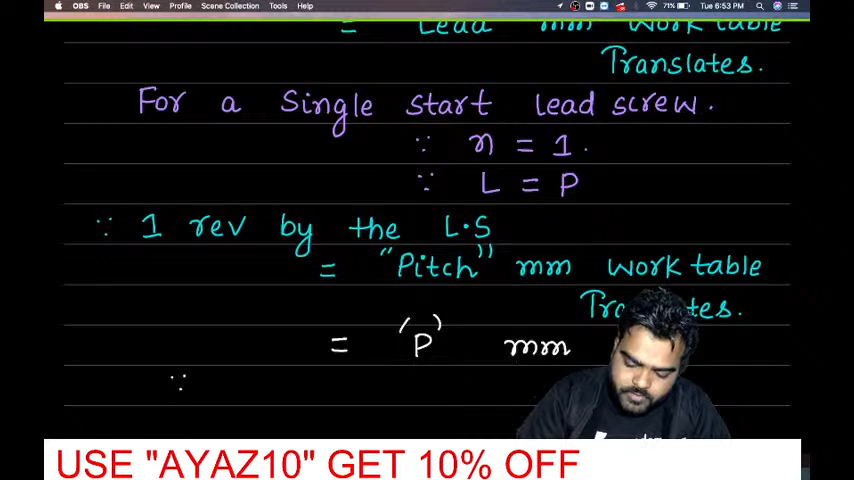 OBS File Edit View Profile Scene Collection Tools Help 71% Tue 6:53 PM
= Lead mm work table
Translates.
For a Single start lead screw.
∵ n = 1.
∵ L = P
∵ 1 rev by the L.S
= "Pitch" mm work table
= 'P' mm
∵
USE "AYAZ10" GET 10% OFF